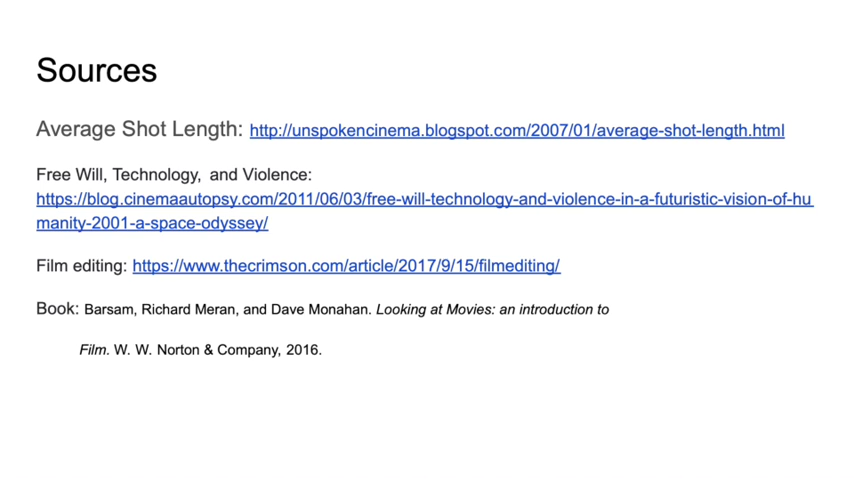 Sources
Average Shot Length: http://unspokencinema.blogspot.com/2007/01/average-shot-length.html
Free Will, Technology, and Violence:
https://blog.cinemaautopsy.com/2011/06/03/free-will-technology-and-violence-in-a-futuristic-vision-of-hu
manity-2001-a-space-odyssey/
Film editing: https://www.thecrimson.com/article/2017/9/15/filmediting/
Book: Barsam, Richard Meran, and Dave Monahan. Looking at Movies: an introduction to
Film. W. W. Norton & Company, 2016.